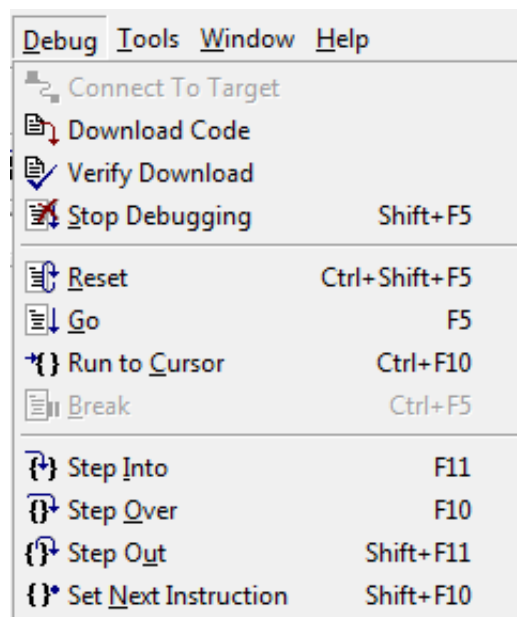 Debug Tools Window Help
Connect To Target
Download Code
Verify Download
Stop Debugging Shift+F5
Reset Ctrl+Shift+F5
Go F5
Run to Cursor Ctrl+F10
Break Ctrl+F5
Step Into F11
Step Over F10
Step Out Shift+F11
Set Next Instruction Shift+F10